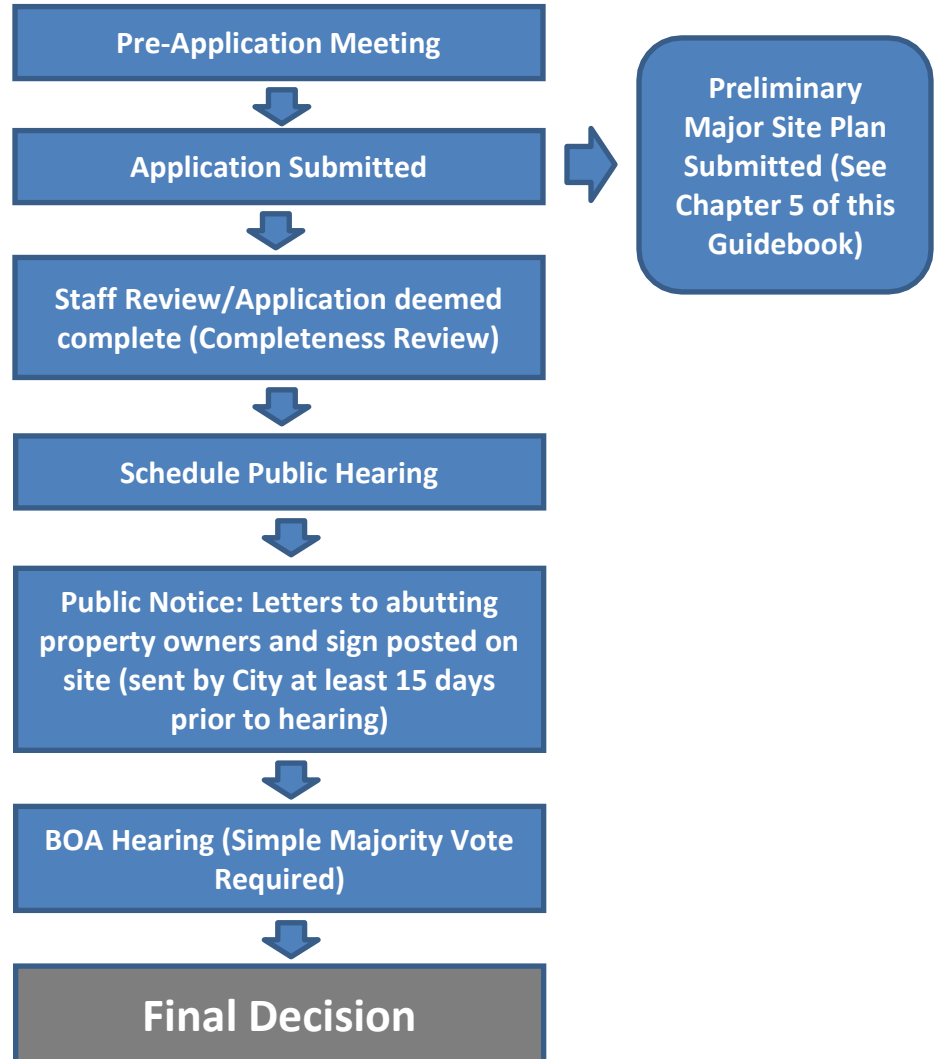 Pre-Application Meeting
Application Submitted
Preliminary
Major Site Plan
Submitted (See
Chapter 5 of this
Guidebook)
Staff Review/Application deemed
complete (Completeness Review)
Schedule Public Hearing
Public Notice: Letters to abutting
property owners and sign posted on
site (sent by City at least 15 days
prior to hearing)
BOA Hearing (Simple Majority Vote
Required)
Final Decision